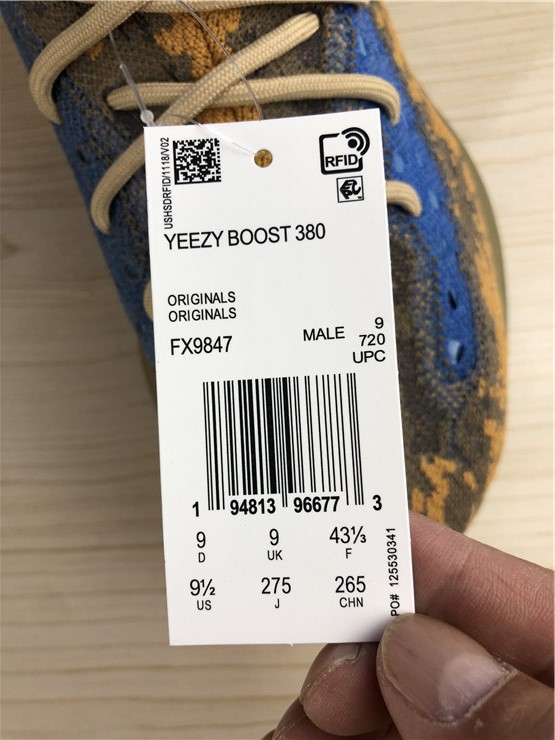 USHSDRFID/1118/V02
RFID
YEEZY BOOST 380
ORIGINALS
ORIGINALS
FX9847
MALE
9
720
UPC
1 94813 96677 3
9 9 43⅓
D UK F
9½ 275 265
US J CHN
PO# 125530341